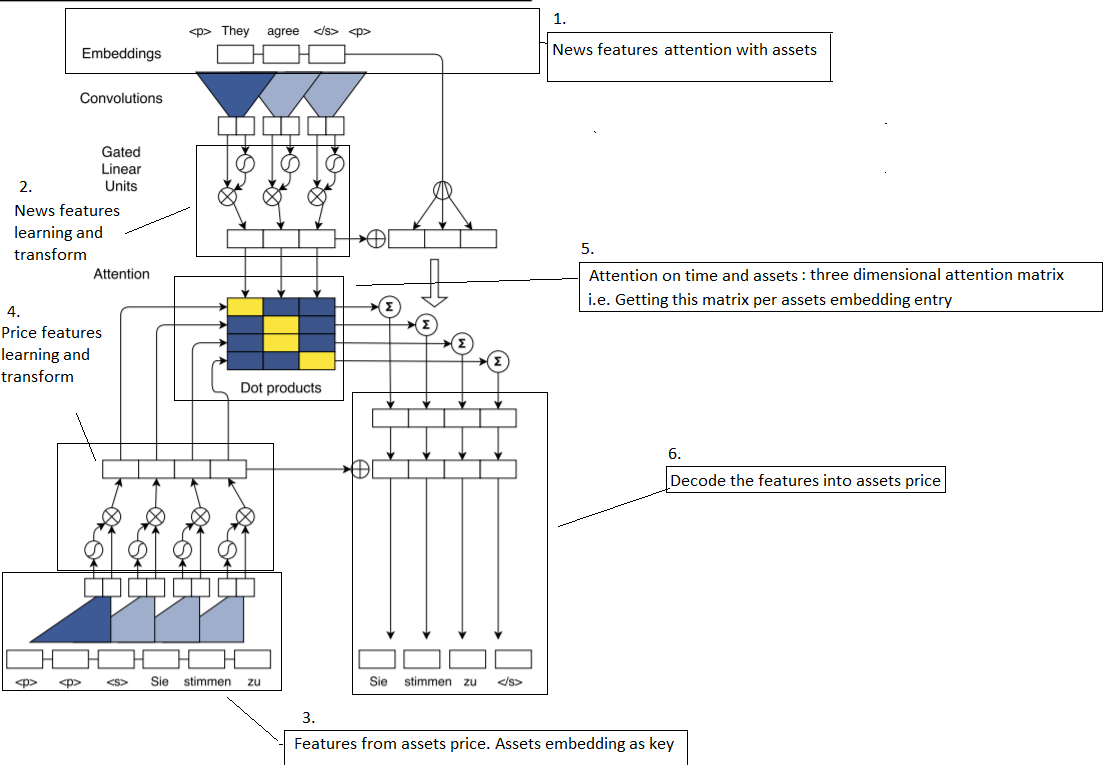 1.
<p> They agree </s> <p>
Embeddings
News features attention with assets
Convolutions
Gated
Linear
Units
2.
News features
learning and
transform
Attention
5.
Attention on time and assets : three dimensional attention matrix
i.e. Getting this matrix per assets embedding entry
4.
Price features
learning and
transform
Σ
Σ
Σ
Σ
Dot products
6.
Decode the features into assets price
<p> <p> <s> Sie stimmen zu
Sie stimmen zu </s>
3.
Features from assets price. Assets embedding as key